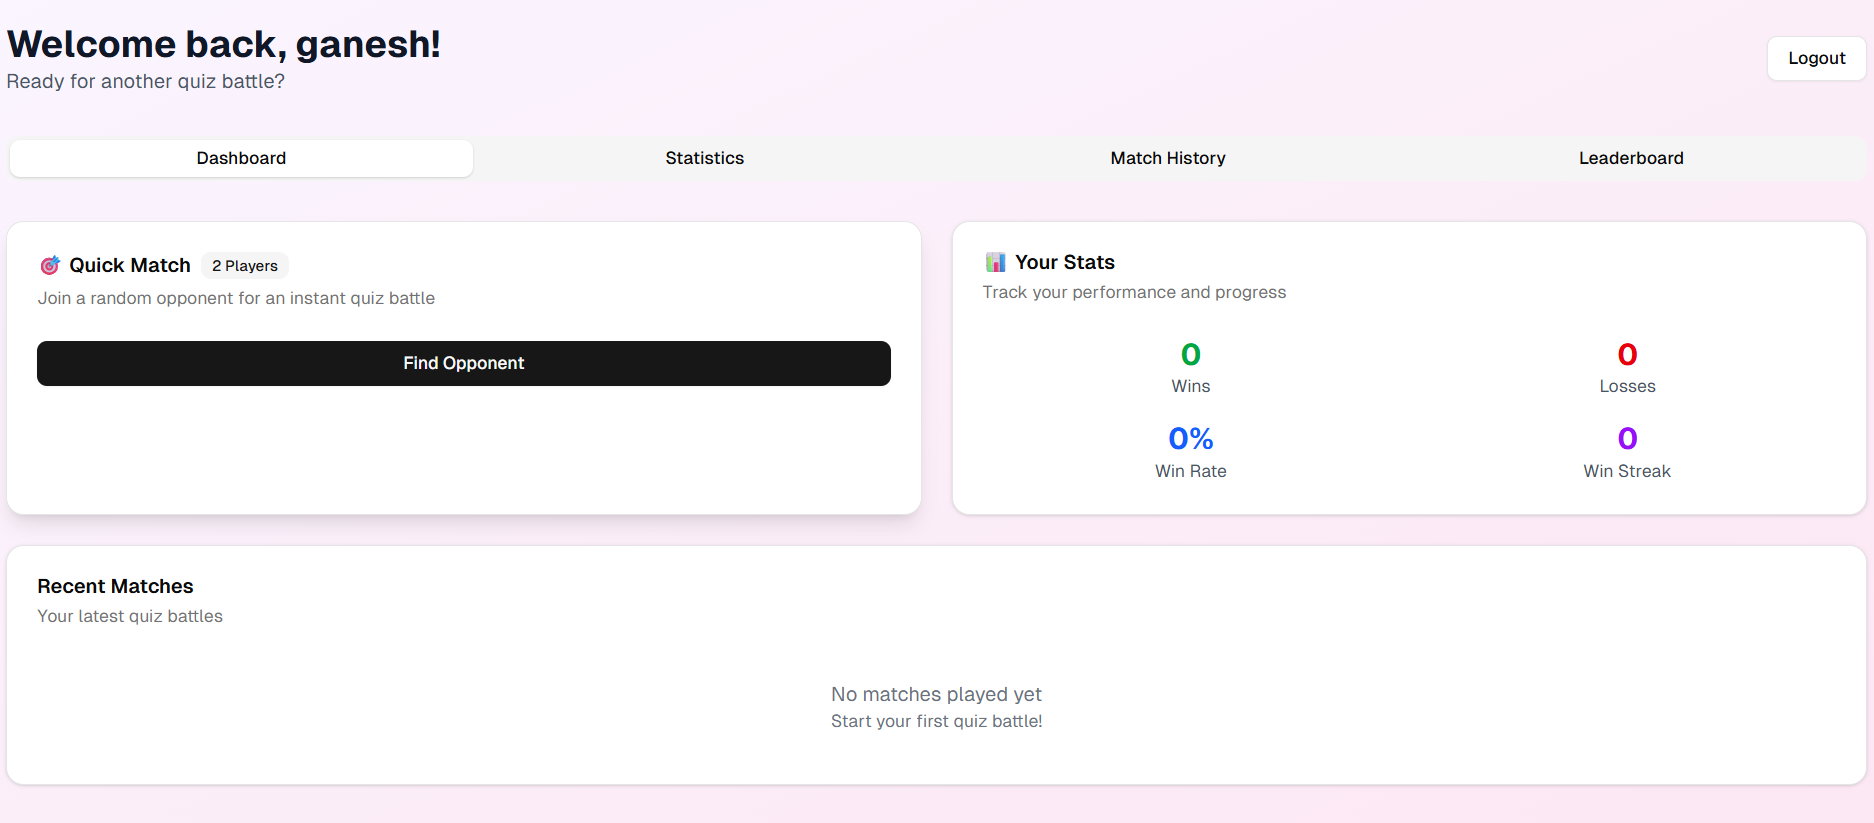 Welcome back, ganesh!
Ready for another quiz battle?
Logout
Dashboard
Statistics
Match History
Leaderboard
Quick Match
2 Players
Join a random opponent for an instant quiz battle
Find Opponent
Your Stats
Track your performance and progress
0
Wins
0
Losses
0%
Win Rate
0
Win Streak
Recent Matches
Your latest quiz battles
No matches played yet
Start your first quiz battle!